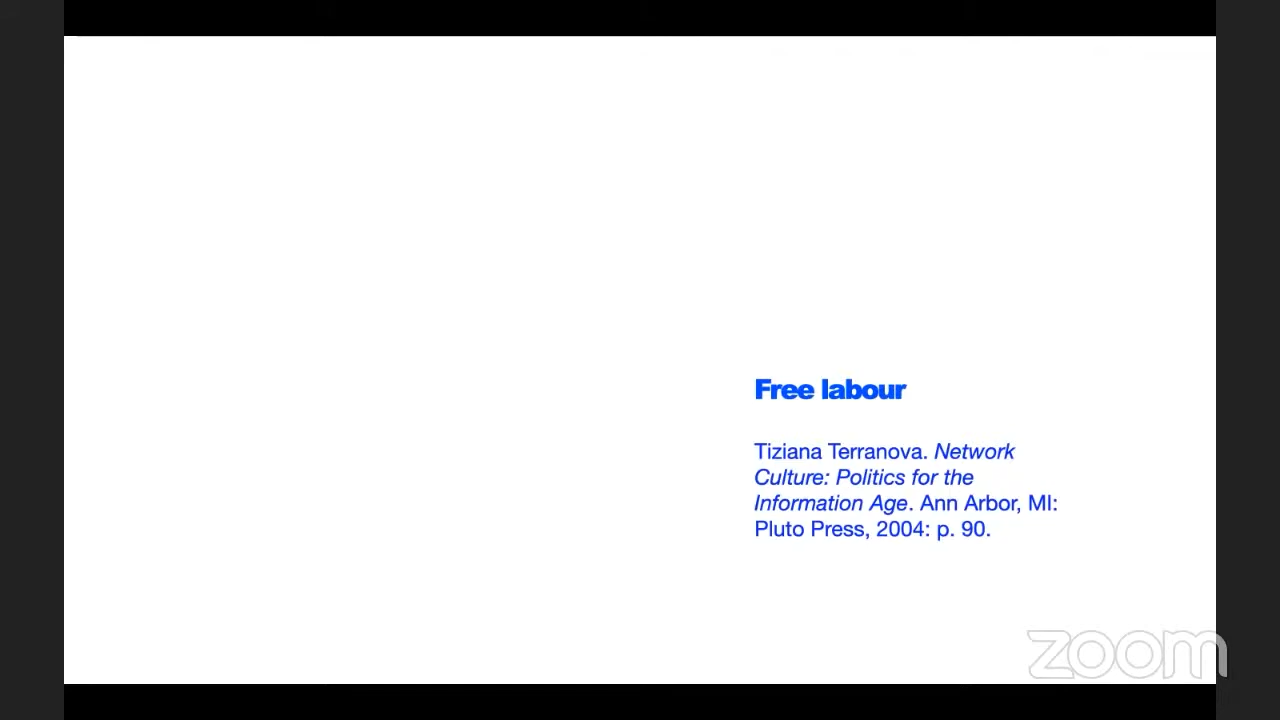 Free labour
Tiziana Terranova. Network
Culture: Politics for the
Information Age. Ann Arbor, MI:
Pluto Press, 2004: p. 90.
zoom